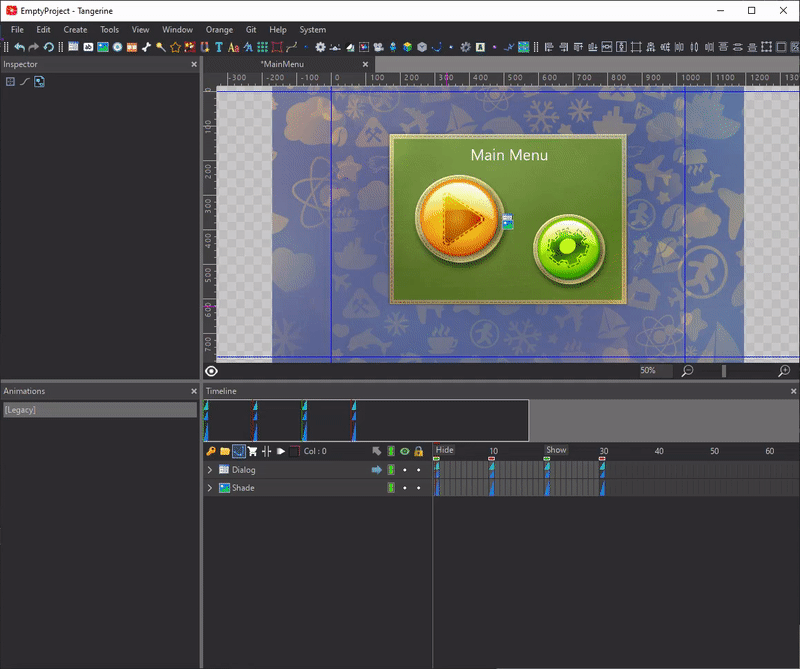 EmptyProject - Tangerine
File Edit Create Tools View Window Orange Git Help System
Inspector
*MainMenu
-300 -200 -100 0 100 200 300 400 500 600 700 800 900 1000 1100 1200 1300
0 100 200 300 400 500 600 700
Main Menu
50%
Animations
[Legacy]
Timeline
Col : 0
Hide 10 Show 30 40 50 60
Dialog
Shade